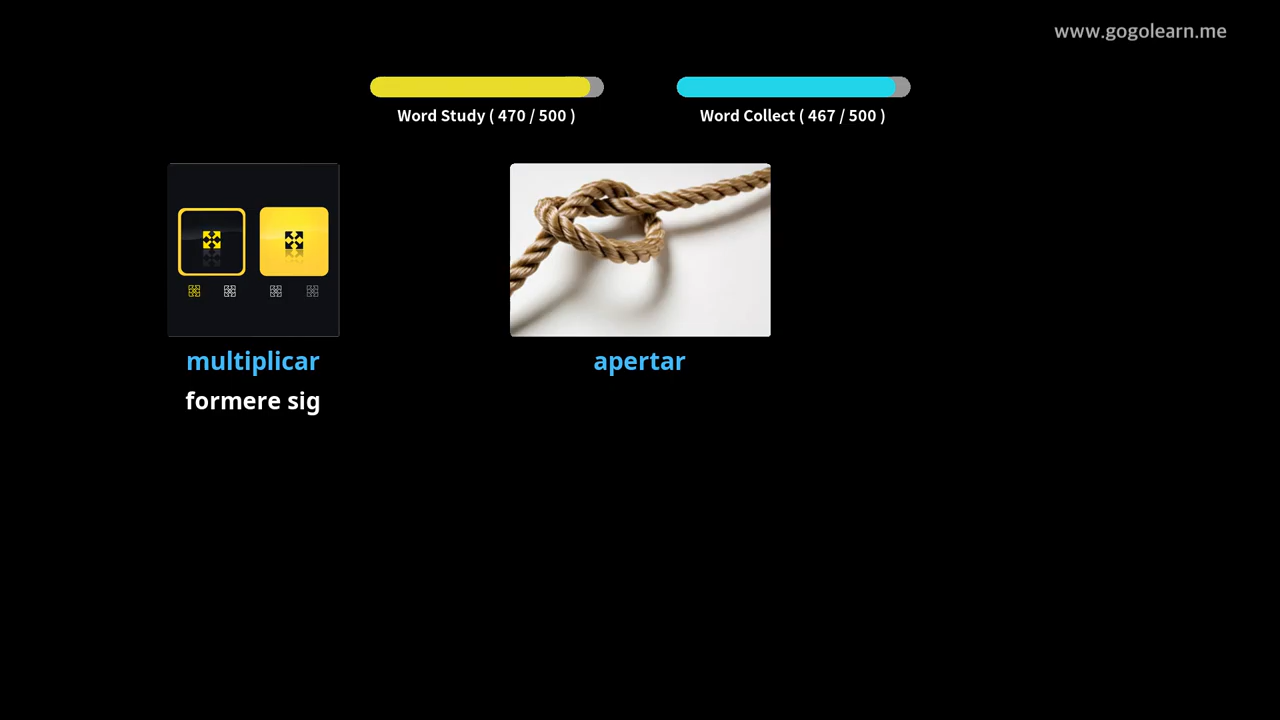 www.gogolearn.me
Word Study ( 470 / 500 )
Word Collect ( 467 / 500 )
multiplicar
apertar
formere sig